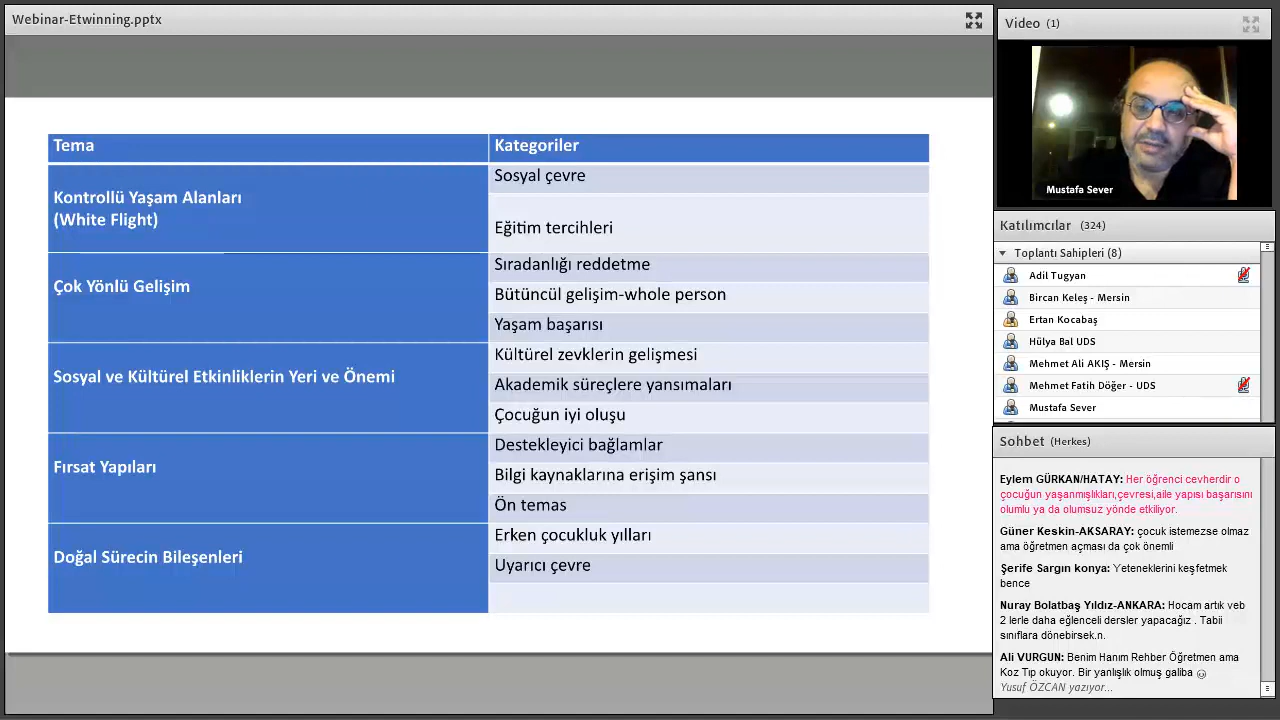 Webinar-Etwinning.pptx
Tema
Kategoriler
Kontrollü Yaşam Alanları
(White Flight)
Sosyal çevre
Eğitim tercihleri
Çok Yönlü Gelişim
Sıradanlığı reddetme
Bütüncül gelişim-whole person
Yaşam başarısı
Sosyal ve Kültürel Etkinliklerin Yeri ve Önemi
Kültürel zevklerin gelişmesi
Akademik süreçlere yansımaları
Çocuğun iyi oluşu
Fırsat Yapıları
Destekleyici bağlamlar
Bilgi kaynaklarına erişim şansı
Ön temas
Doğal Sürecin Bileşenleri
Erken çocukluk yılları
Uyarıcı çevre
Video (1)
Mustafa Sever
Katılımcılar (324)
Toplantı Sahipleri (8)
Adil Tugyan
Bircan Keleş - Mersin
Ertan Kocabaş
Hülya Bal UDS
Mehmet Ali AKIŞ - Mersin
Mehmet Fatih Döğer - UDS
Mustafa Sever
Sohbet (Herkes)
Eylem GÜRKAN/HATAY: Her öğrenci cevherdir o
çocuğun yaşanmışlıkları,çevresi,aile yapısı başarısını
olumlu ya da olumsuz yönde etkiliyor.
Güner Keskin-AKSARAY: çocuk istemezse olmaz
ama öğretmen açması da çok önemli
Şerife Sargın konya: Yeteneklerini keşfetmek
bence
Nuray Bolatbaş Yıldız-ANKARA: Hocam artık veb
2 lerle daha eğlenceli dersler yapacağız . Tabii
sınıflara dönebirsek.n.
Ali VURGUN: Benim Hanım Rehber Öğretmen ama
Koz Tıp okuyor. Bir yanlışlık olmuş galiba ☺
Yusuf ÖZCAN yazıyor...